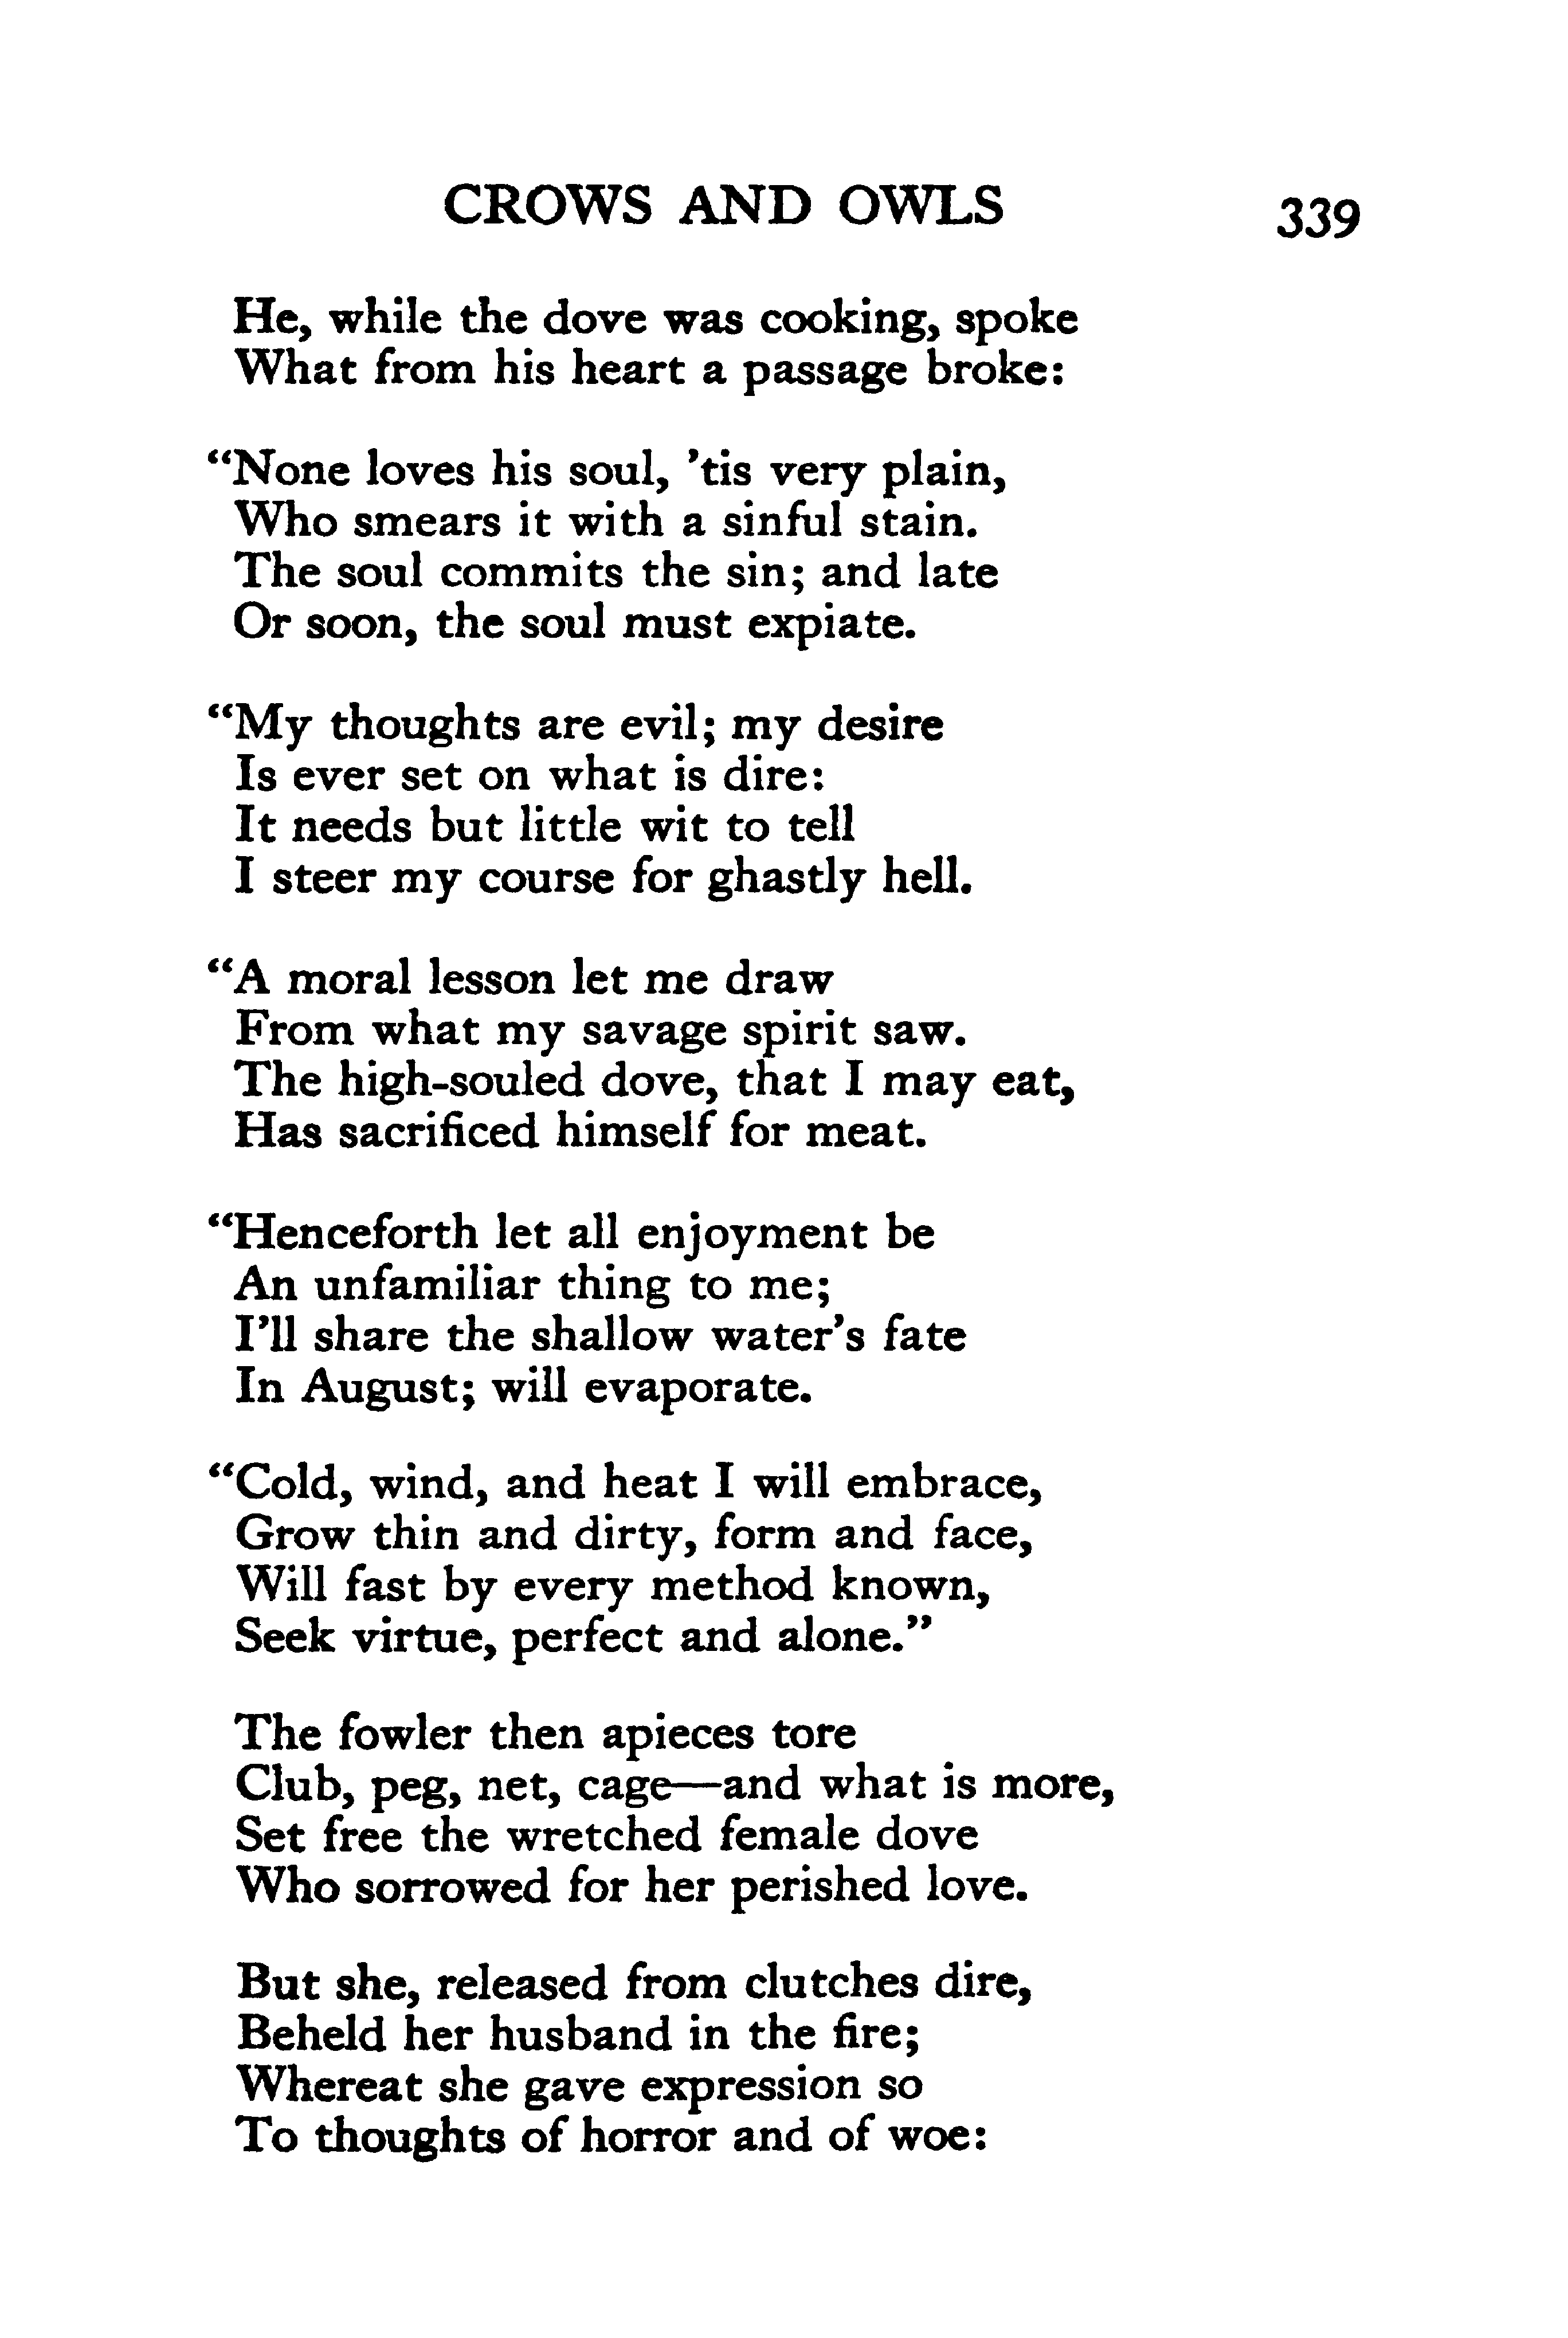 CROWS AND OWLS 339
He, while the dove was cooking, spoke
What from his heart a passage broke:
“None loves his soul, ’tis very plain,
Who smears it with a sinful stain.
The soul commits the sin; and late
Or soon, the soul must expiate.
“My thoughts are evil; my desire
Is ever set on what is dire:
It needs but little wit to tell
I steer my course for ghastly hell.
“A moral lesson let me draw
From what my savage spirit saw.
The high-souled dove, that I may eat,
Has sacrificed himself for meat.
“Henceforth let all enjoyment be
An unfamiliar thing to me;
I’ll share the shallow water’s fate
In August; will evaporate.
“Cold, wind, and heat I will embrace,
Grow thin and dirty, form and face,
Will fast by every method known,
Seek virtue, perfect and alone.”
The fowler then apieces tore
Club, peg, net, cage—and what is more,
Set free the wretched female dove
Who sorrowed for her perished love.
But she, released from clutches dire,
Beheld her husband in the fire;
Whereat she gave expression so
To thoughts of horror and of woe: